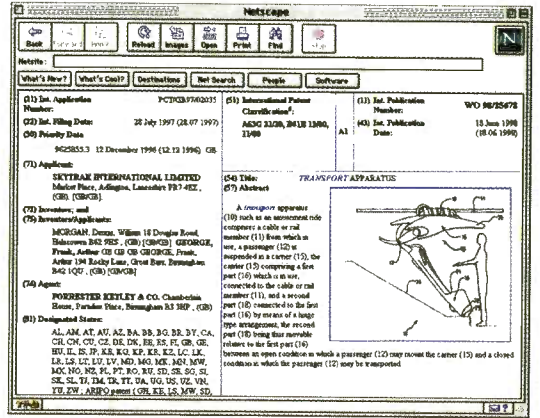 Netscape
Back
Reload
Images
Open
Print
Find
Stop
N
Netsite:
What's New?
What's Cool?
Destinations
Net Search
People
Software
(21) Int. Application Number:
PCT/GB97/02035
(22) Int. Filing Date:
28 July 1997 (28.07 1997)
(30) Priority Data
9625855.3 12 December 1996 (12.12 1996) GB
(71) Applicant:
SKYTRAK INTERNATIONAL LIMITED
Market Place, Adlington, Lancashire PR7 4EZ ,
(GB). [GB/GB].
(72) Inventors; and
(75) Inventors/Applicants:
MORGAN, Dennis, William 18 Douglas Road,
Halesowen B62 9HS , (GB) [GB/GB] GEORGE,
Frank, Arthur GB GB GB GEORGE, Frank,
Arthur 194 Rocky Lane, Great Barr, Birmingham
B42 1QU , (GB) [GB/GB]
(74) Agent:
FORRESTER KETLEY & CO. Chamberlain
House, Paradise Place, Birmingham B3 3HP , (GB)
(81) Designated States:
AL, AM, AT, AU, AZ, BA, BB, BG, BR, BY, CA,
CH, CN, CU, CZ, DE, DK, EE, ES, FI, GB, GE,
HU, IL, IS, JP, KE, KG, KP, KR, KZ, LC, LK,
LR, LS, LT, LU, LV, MD, MG, MK, MN, MW,
MX, NO, NZ, PL, PT, RO, RU, SD, SE, SG, SI,
SK, SL, TJ, TM, TR, TT, UA, UG, US, UZ, VN,
YU, ZW ; ARIPO patent ( GH, KE, LS, MW, SD,
(51) International Patent
Classification⁶:
A63G 21/20, B61B 12/00,
11/00
A1
(11) Int. Publication Number:
WO 98/25678
(43) Int. Publication Date:
18 June 1998
(18.06 1998)
(54) Title: TRANSPORT APPARATUS
(57) Abstract
A transport apparatus
(10) such as an amusement ride
comprises a cable or rail
member (11) from which in
use, a passenger (12) is
suspended in a carrier (15), the
carrier (15) comprising a first
part (16) which is in use,
connected to the cable or rail
member (11), and a second
part (18) connected to the first
part (16) by means of a hinge
type arrangement, the second
part (18) being thus movable
relative to the first part (16)
between an open condition in which a passenger (12) may mount the carrier (15) and a closed
condition in which the passenger (12) may be transported